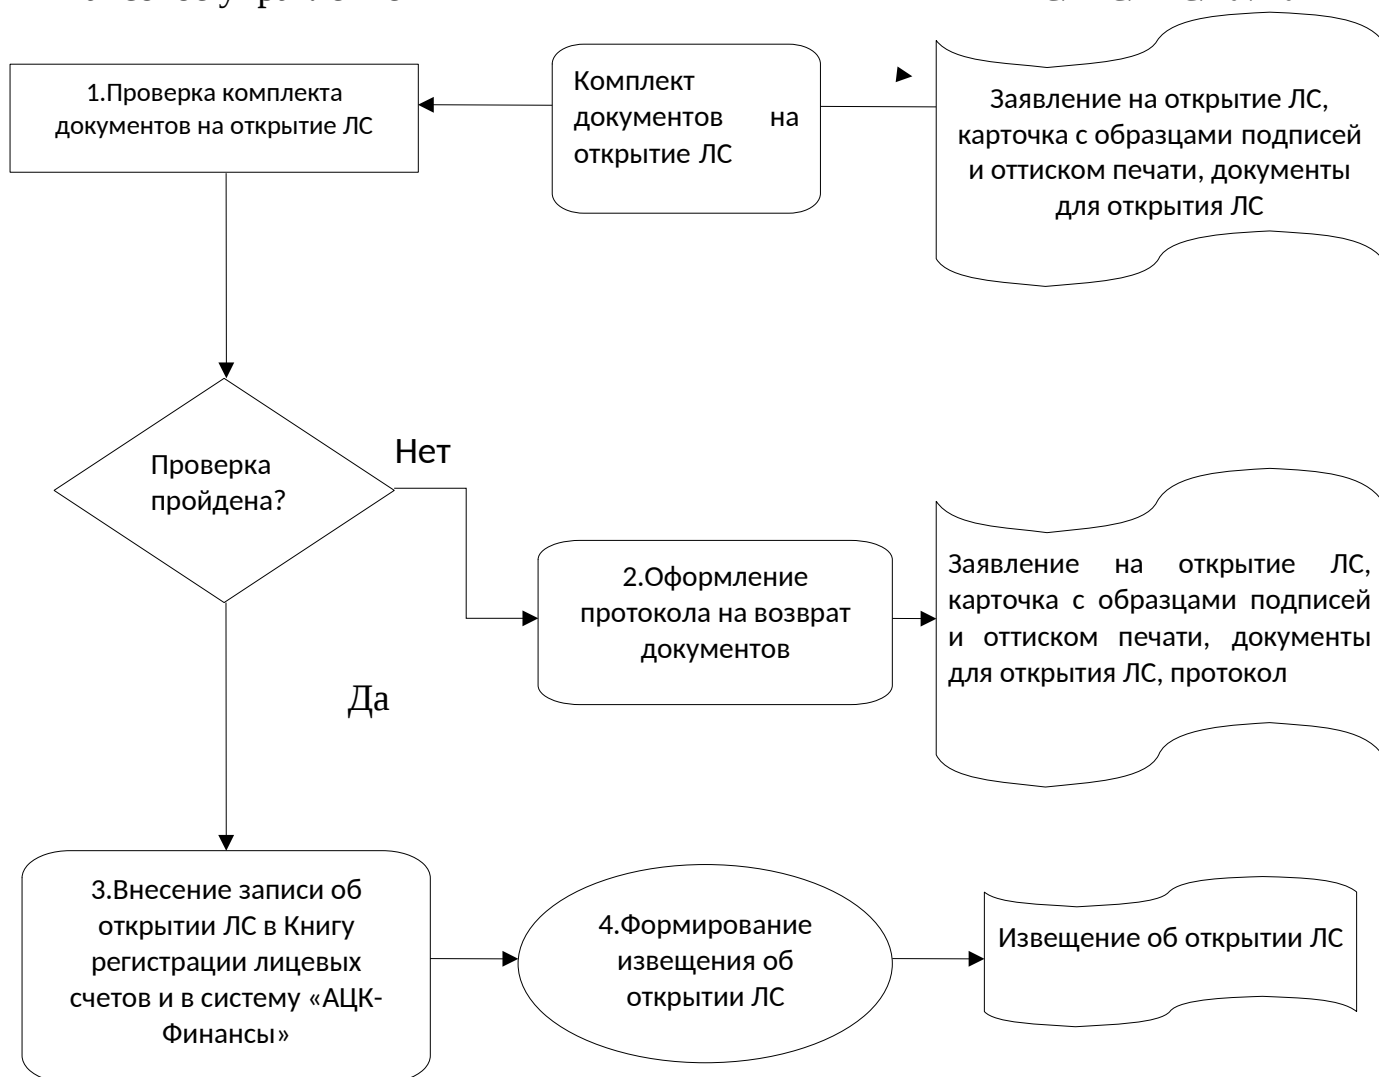 1.Проверка комплекта
документов на открытие ЛС
Комплект
документов на
открытие ЛС
Заявление на открытие ЛС,
карточка с образцами подписей
и оттиском печати, документы
для открытия ЛС
Проверка
пройдена?
Нет
2.Оформление
протокола на возврат
документов
Заявление на открытие ЛС,
карточка с образцами подписей
и оттиском печати, документы
для открытия ЛС, протокол
Да
3.Внесение записи об
открытии ЛС в Книгу
регистрации лицевых
счетов и в систему «АЦК-
Финансы»
4.Формирование
извещения об
открытии ЛС
Извещение об открытии ЛС